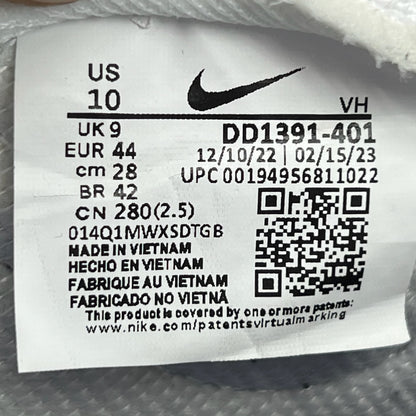 US
10
VH
UK 9
DD1391-401
EUR 44
12/10/22 | 02/15/23
cm 28
UPC 00194956811022
BR 42
CN 280(2.5)
014Q1MWXSDTGB
MADE IN VIETNAM
HECHO EN VIETNAM
FABRIQUE AU VIETNAM
FABRICADO NO VIETNÃ
This product is covered by one or more patents:
www.nike.com/patentsvirtualmarking